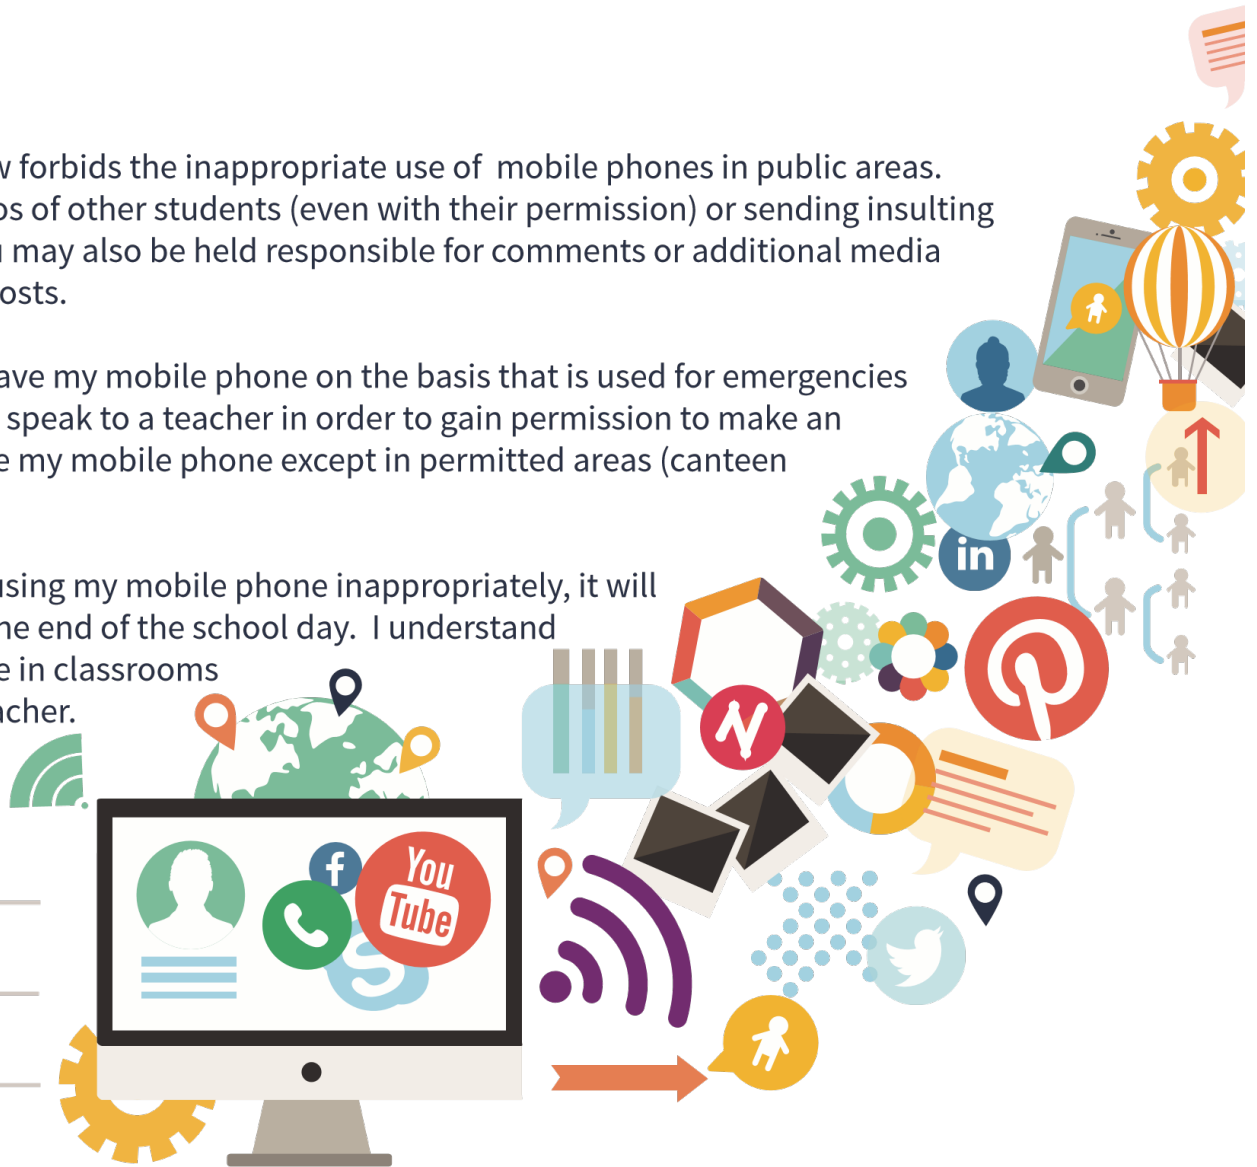 w forbids the inappropriate use of  mobile phones in public areas.
os of other students (even with their permission) or sending insulting
u may also be held responsible for comments or additional media
osts.
ave my mobile phone on the basis that is used for emergencies
speak to a teacher in order to gain permission to make an
e my mobile phone except in permitted areas (canteen
using my mobile phone inappropriately, it will
he end of the school day.  I understand
e in classrooms
acher.
in
f
You
Tube
S